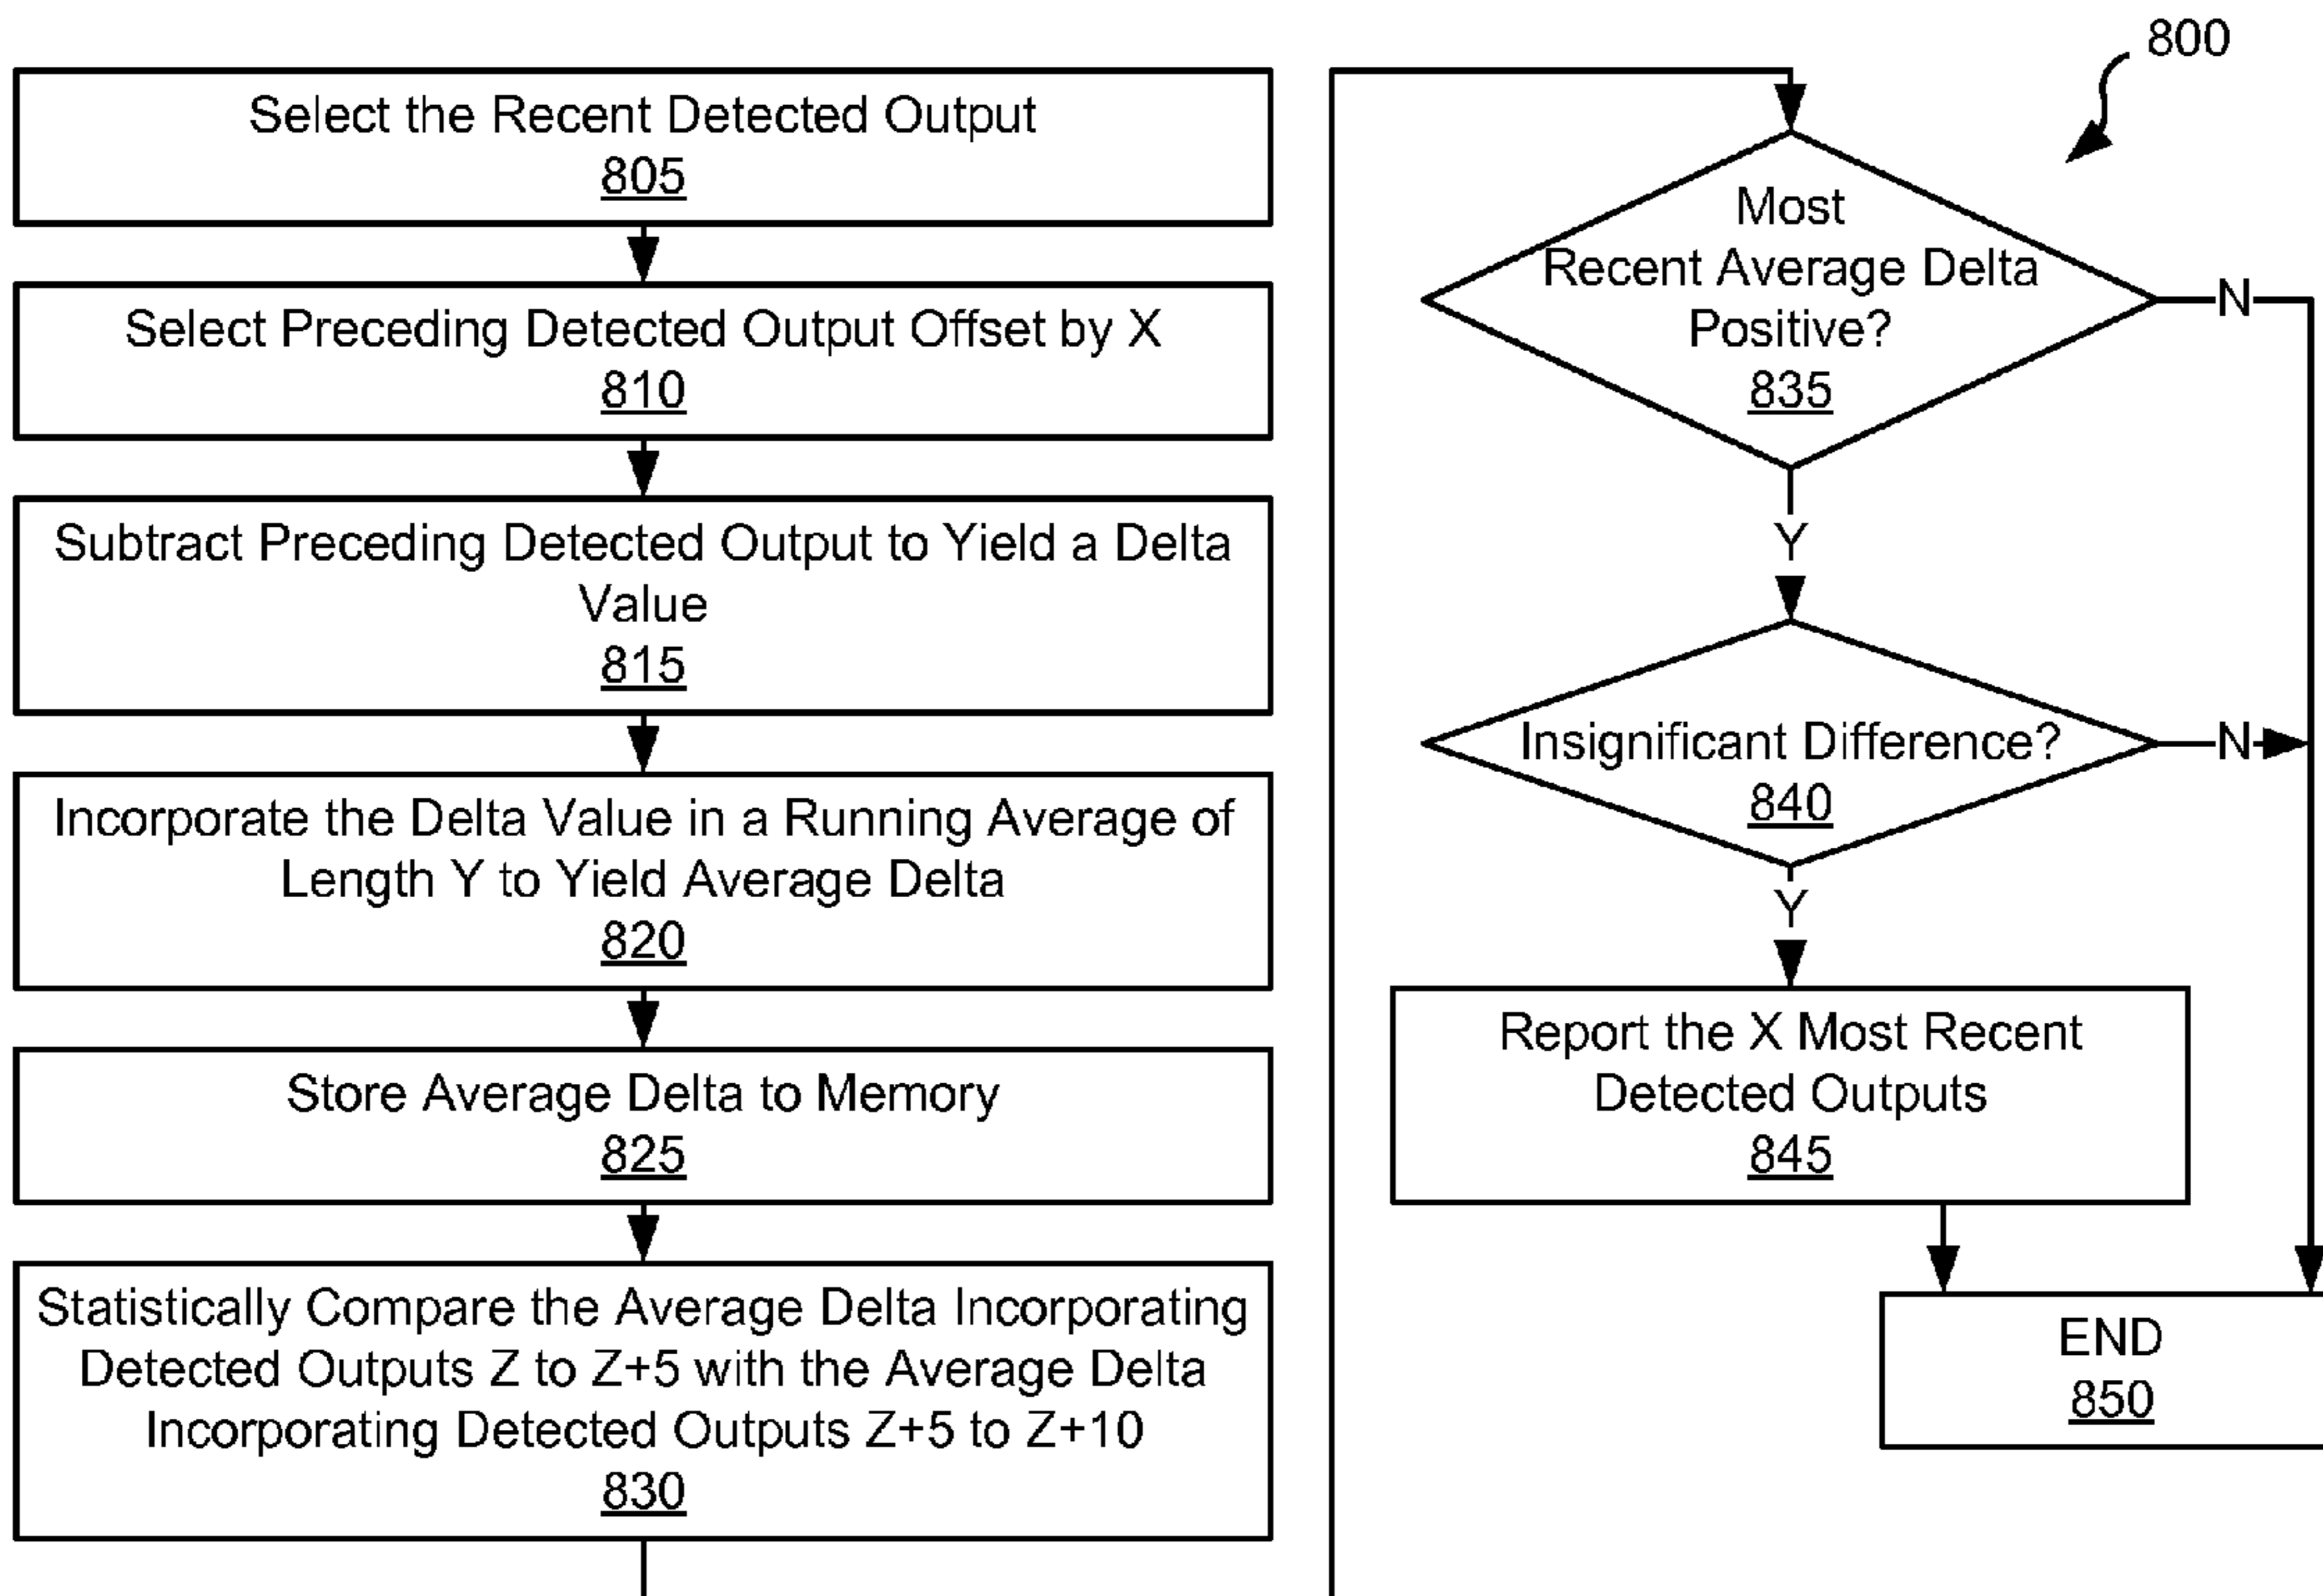 800
Select the Recent Detected Output
805
Select Preceding Detected Output Offset by X
810
Subtract Preceding Detected Output to Yield a Delta
Value
815
Incorporate the Delta Value in a Running Average of
Length Y to Yield Average Delta
820
Store Average Delta to Memory
825
Statistically Compare the Average Delta Incorporating
Detected Outputs Z to Z+5 with the Average Delta
Incorporating Detected Outputs Z+5 to Z+10
830
Most
Recent Average Delta
Positive?
835
N
Y
Insignificant Difference?
840
N
Y
Report the X Most Recent
Detected Outputs
845
END
850